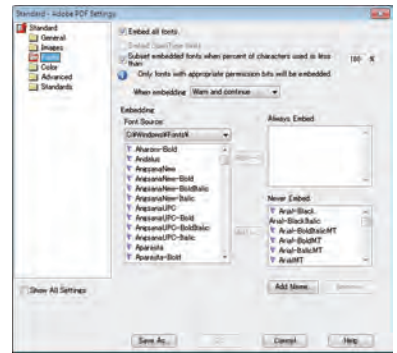 Standard - Adobe PDF Settings
Standard
General
Images
Fonts
Color
Advanced
Standards
Show All Settings
Embed all fonts
Embed OpenType fonts
Subset embedded fonts when percent of characters used is less than
100 %
Only fonts with appropriate permission bits will be embedded
When embedding: Warn and continue
Embedding
Font Source:
C:¥Windows¥Fonts¥
Aharoni-Bold
Andalus
AngsanaNew
AngsanaNew-Bold
AngsanaNew-BoldItalic
AngsanaNew-Italic
AngsanaUPC
AngsanaUPC-Bold
AngsanaUPC-BoldItalic
AngsanaUPC-Italic
Aparajita
Aparajita-Bold
Always Embed
Never Embed
Arial-Black
Arial-BlackItalic
Arial-BoldItalicMT
Arial-BoldMT
Arial-ItalicMT
ArialMT
Add Name...
Save As...
Cancel
Help